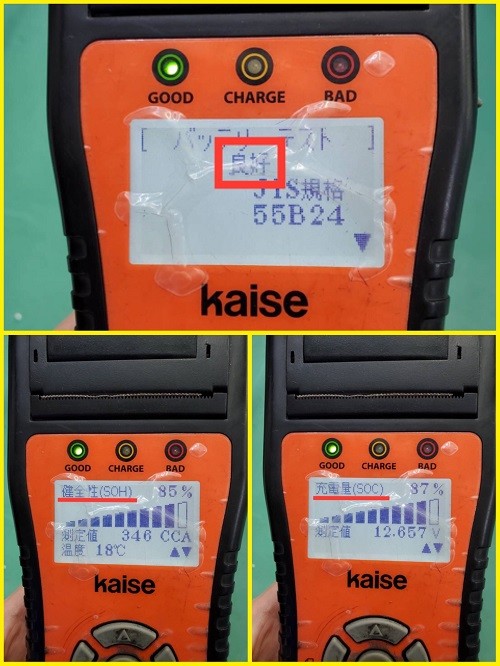 GOOD CHARGE BAD
[ バッテリーテスト ]
良好
JIS規格
55B24
kaise
GOOD CHARGE BAD
健全性(SOH) 85%
測定値 346 CCA
温度 18℃
kaise
GOOD CHARGE BAD
充電量(SOC) 87%
測定値 12.657 V
kaise